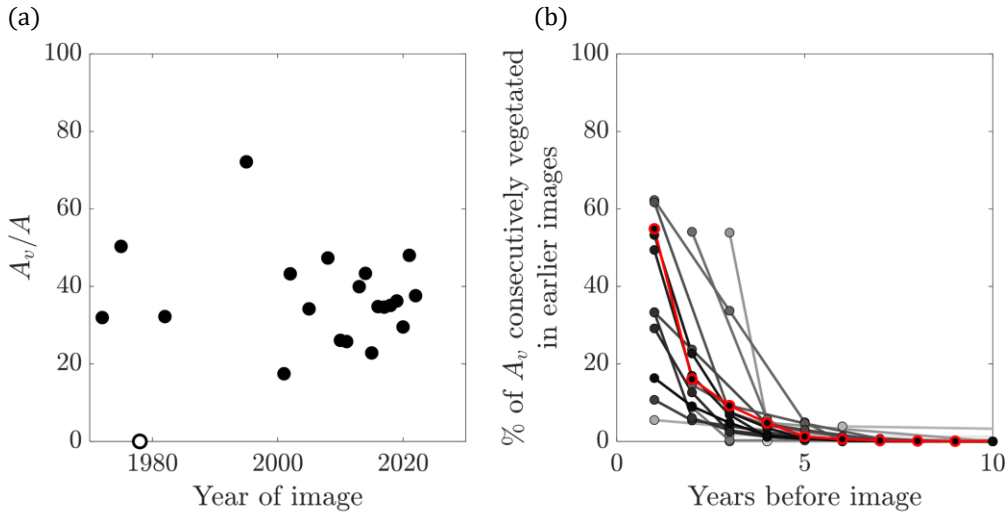 (a)
100
80
60
40
20
0
A_v/A
1980
2000
2020
Year of image
(b)
100
80
60
40
20
0
% of A_v consecutively vegetated
in earlier images
0
5
10
Years before image